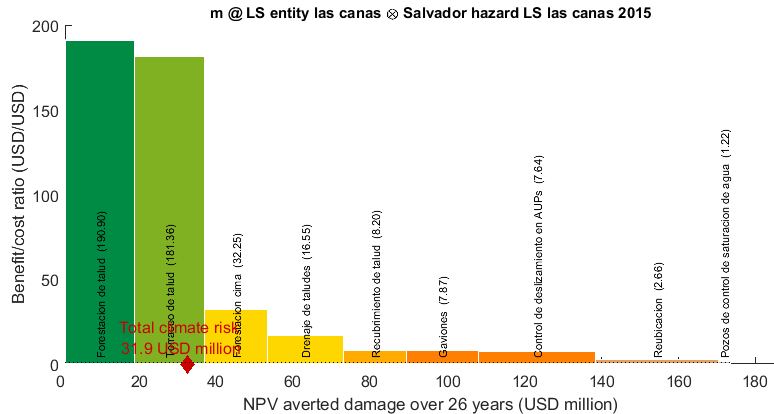 m @ LS entity las canas ⊗ Salvador hazard LS las canas 2015
Benefit/cost ratio (USD/USD)
200
150
100
50
0
Forestacion de talud (190.90)
Terraceo de talud (181.36)
Forestacion cima (32.25)
Drenaje de taludes (16.55)
Recubrimiento de talud (8.20)
Gaviones (7.87)
Control de deslizamiento en AUPs (7.64)
Reubicacion (2.66)
Pozos de control de saturacion de agua (1.22)
Total climate risk
31.9 USD million
0 20 40 60 80 100 120 140 160 180
NPV averted damage over 26 years (USD million)